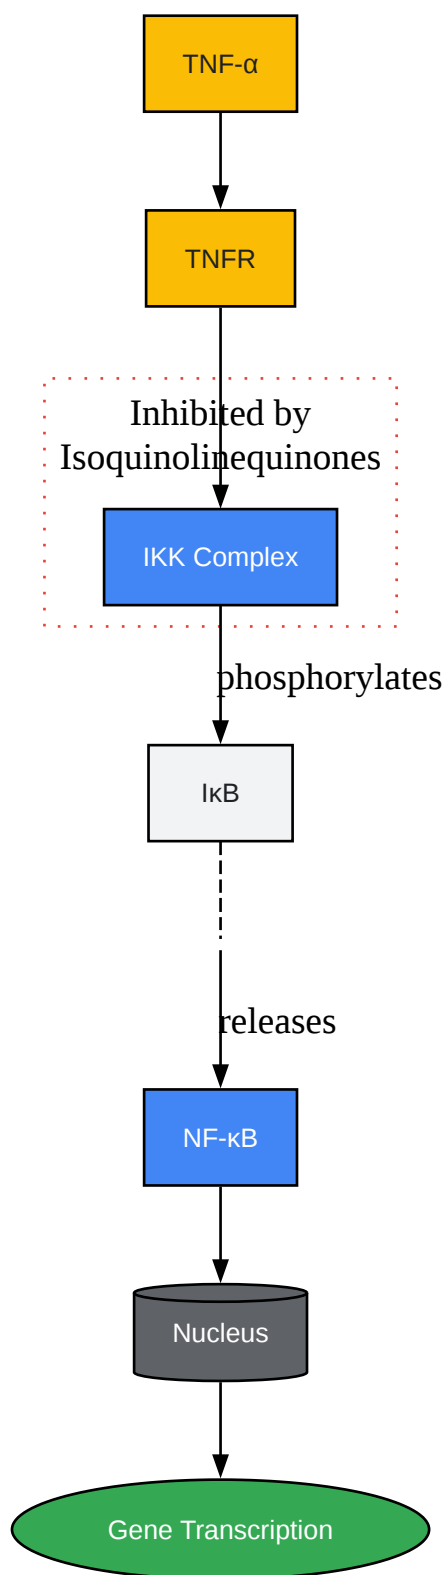 TNF-α
TNFR
Inhibited by
Isoquinolinequinones
IKK Complex
phosphorylates
IκB
releases
NF-κB
Nucleus
Gene Transcription